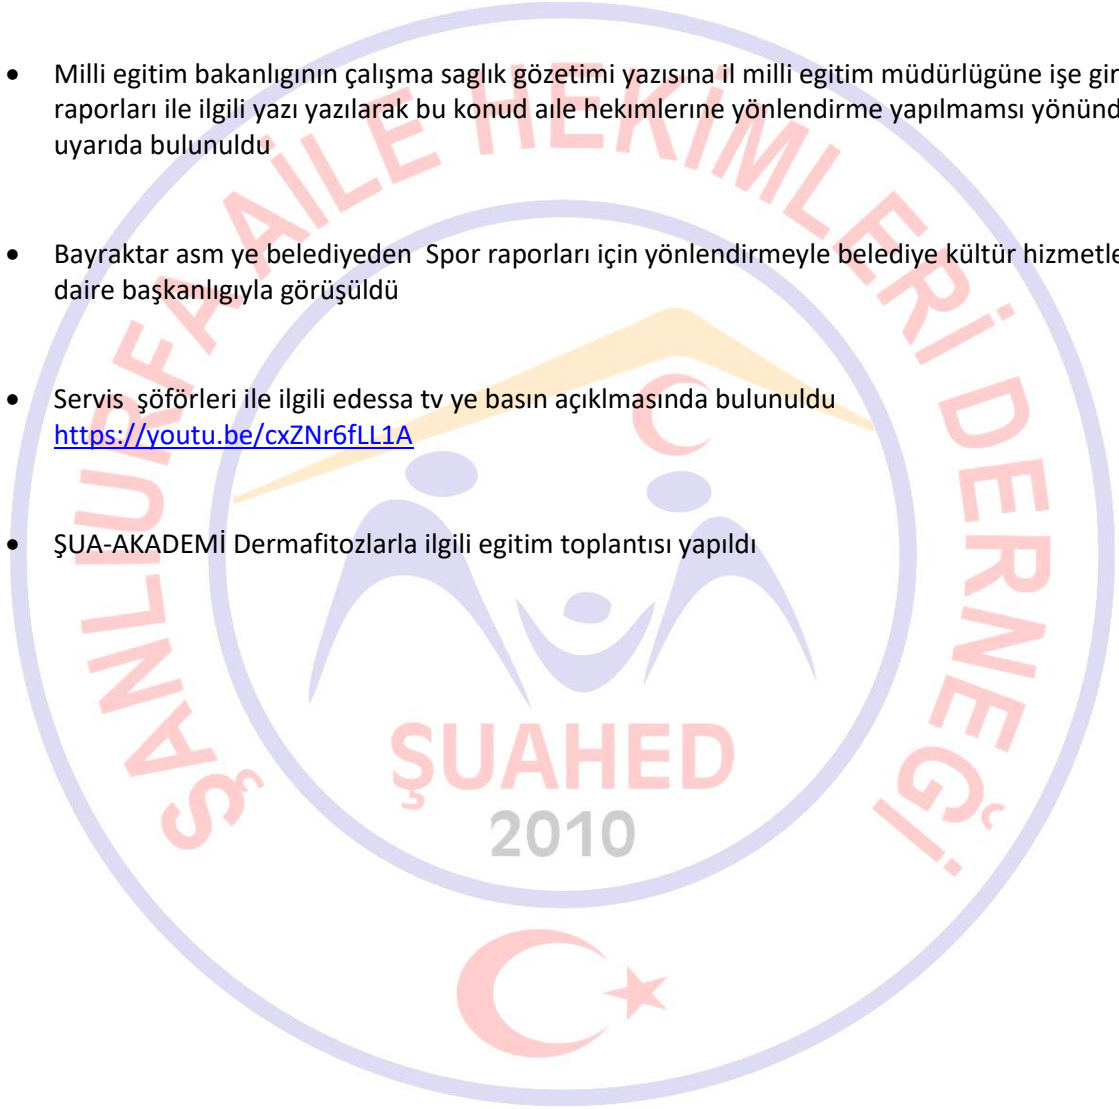 • Milli egitim bakanlıgının çalışma saglık gözetimi yazısına il milli egitim müdürlügüne işe gir
raporları ile ilgili yazı yazılarak bu konud aıle hekımlerıne yönlendirme yapılmamsı yönünd
uyarıda bulunuldu
• Bayraktar asm ye belediyeden  Spor raporları için yönlendirmeyle belediye kültür hizmetle
daire başkanlıgıyla görüşüldü
• Servis  şöförleri ile ilgili edessa tv ye basın açıklmasında bulunuldu
https://youtu.be/cxZNr6fLL1A
• ŞUA-AKADEMİ Dermafitozlarla ilgili egitim toplantısı yapıldı
ŞANLIURFA AİLE HEKİMLERİ DERNEĞİ
ŞUAHED
2010